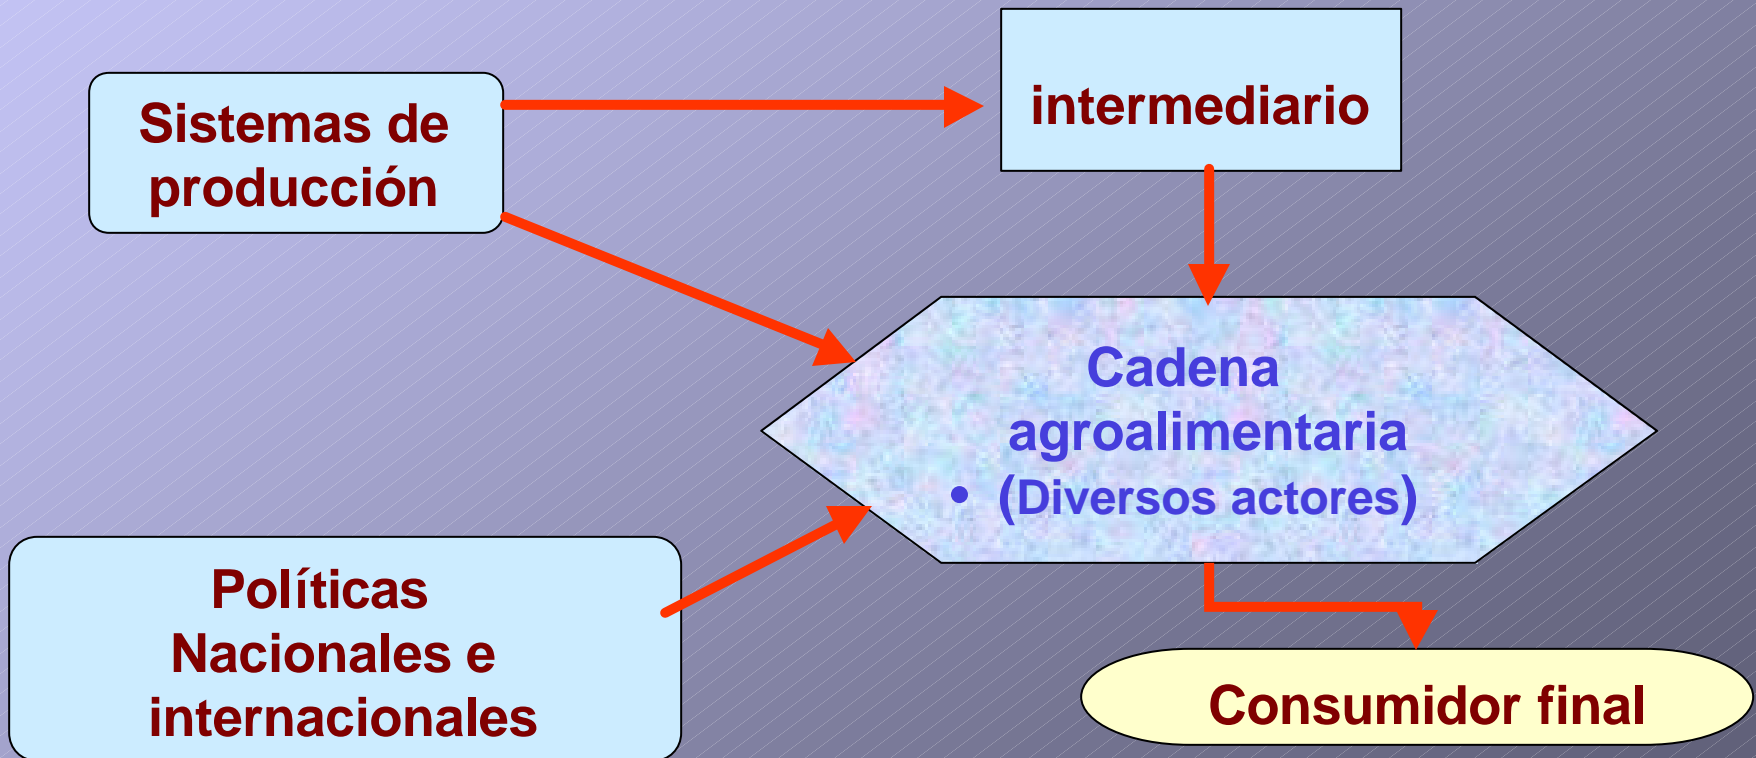 Sistemas de
producción
intermediario
Cadena
agroalimentaria
• (Diversos actores)
Políticas
Nacionales e
internacionales
Consumidor final